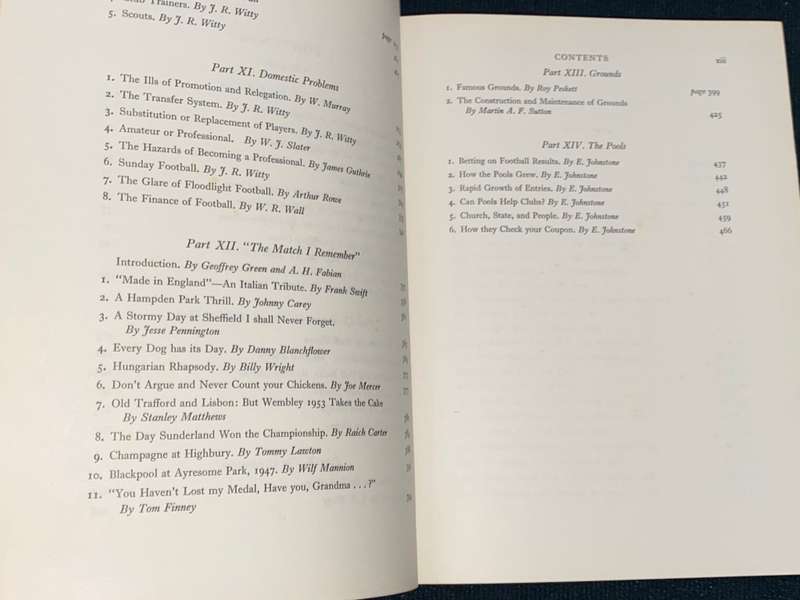 Trainers. By J. R. Witty
5. Scouts. By J. R. Witty
page
Part XI. Domestic Problems
1. The Ills of Promotion and Relegation. By W. Murray
2. The Transfer System. By J. R. Witty
3. Substitution or Replacement of Players. By J. R. Witty
4. Amateur or Professional. By W. J. Slater
5. The Hazards of Becoming a Professional. By James Guthrie
6. Sunday Football. By J. R. Witty
7. The Glare of Floodlight Football. By Arthur Rowe
8. The Finance of Football. By W. R. Wall
Part XII. "The Match I Remember"
Introduction. By Geoffrey Green and A. H. Fabian
1. "Made in England"—An Italian Tribute. By Frank Swift
2. A Hampden Park Thrill. By Johnny Carey
3. A Stormy Day at Sheffield I shall Never Forget.
By Jesse Pennington
4. Every Dog has its Day. By Danny Blanchflower
5. Hungarian Rhapsody. By Billy Wright
6. Don't Argue and Never Count your Chickens. By Joe Mercer
7. Old Trafford and Lisbon: But Wembley 1953 Takes the Cake
By Stanley Matthews
8. The Day Sunderland Won the Championship. By Raich Carter
9. Champagne at Highbury. By Tommy Lawton
10. Blackpool at Ayresome Park, 1947. By Wilf Mannion
11. "You Haven't Lost my Medal, Have you, Grandma . . .?"
By Tom Finney
CONTENTS xiii
Part XIII. Grounds
1. Famous Grounds. By Roy Peskett page 399
2. The Construction and Maintenance of Grounds
By Martin A. F. Sutton 425
Part XIV. The Pools
1. Betting on Football Results. By E. Johnstone 437
2. How the Pools Grew. By E. Johnstone 442
3. Rapid Growth of Entries. By E. Johnstone 448
4. Can Pools Help Clubs? By E. Johnstone 451
5. Church, State, and People. By E. Johnstone 459
6. How they Check your Coupon. By E. Johnstone 466